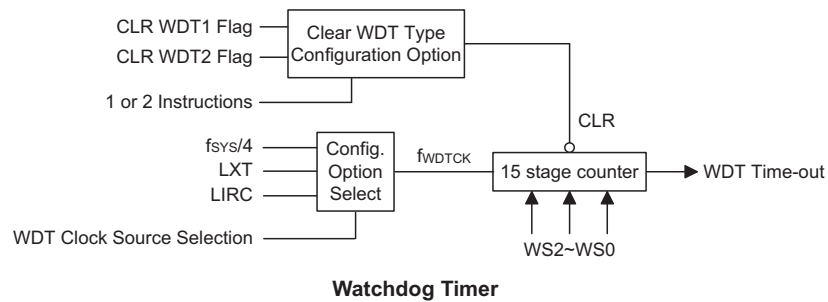 CLR WDT1 Flag
CLR WDT2 Flag
Clear WDT Type
Configuration Option
1 or 2 Instructions
CLR
fSYS/4
LXT
LIRC
Config.
Option
Select
fWDTCK
15 stage counter
WDT Time-out
WDT Clock Source Selection
WS2~WS0
Watchdog Timer